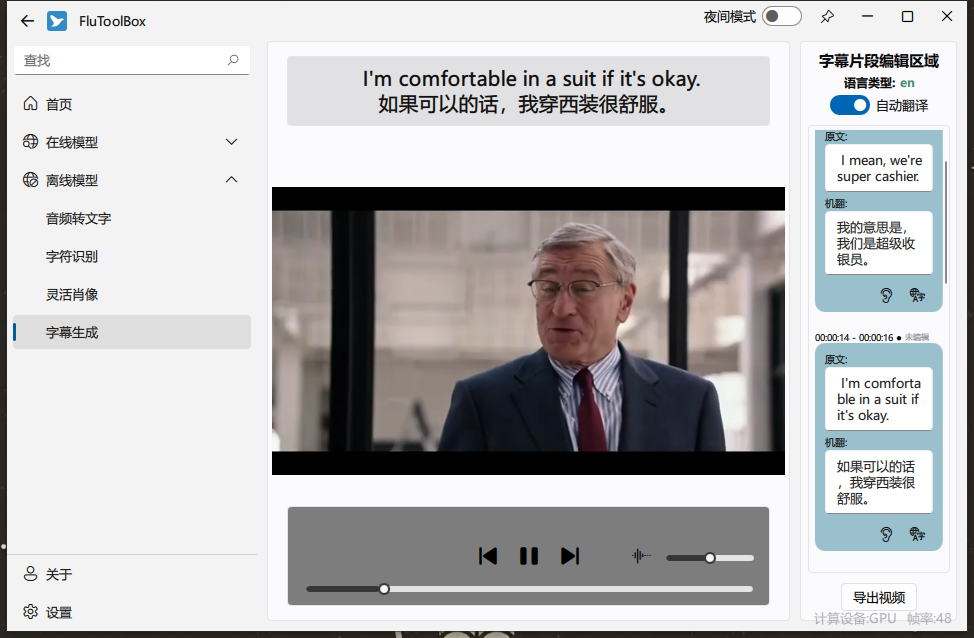 FluToolBox
夜间模式
查找
首页
在线模型
离线模型
音频转文字
字符识别
灵活肖像
字幕生成
关于
设置
I'm comfortable in a suit if it's okay.
如果可以的话，我穿西装很舒服。
字幕片段编辑区域
语言类型: en
自动翻译
原文:
I mean, we're
super cashier.
机翻:
我的意思是，
我们是超级收
银员。
00:00:14 - 00:00:16 ● 未编辑
原文:
I'm comforta
ble in a suit if
it's okay.
机翻:
如果可以的话
，我穿西装很
舒服。
导出视频
计算设备:GPU 帧率:48